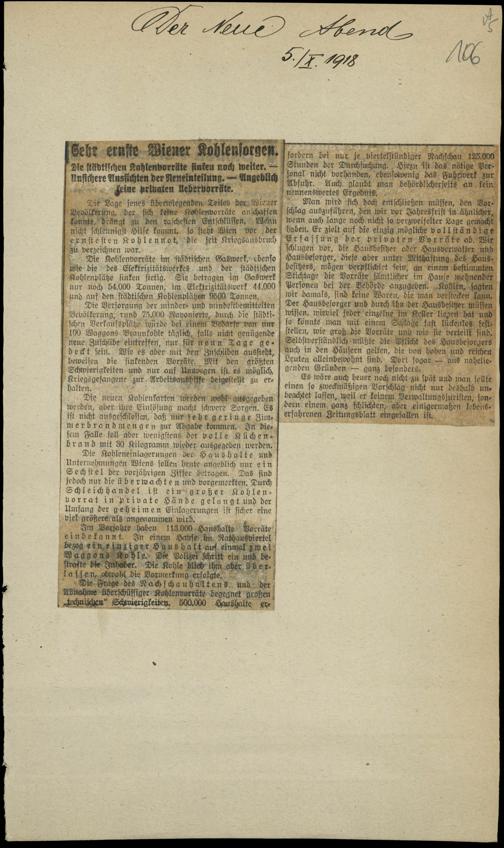 Der Neue Abend
5./X. 1918
106
Sehr ernste Wiener Kohlensorgen.
Die städtischen Kohlenvorräte sinken noch weiter. —
Unsichere Aussichten der Neueinteilung. — Angeblich
keine privaten Uebervorräte.
Die Lage jenes überwiegenden Teiles der Wiener
Bevölkerung, der sich keine Kohlenvorräte anschaffen
konnte, drängt zu den raschesten Entschlüssen. Wenn
nicht schleunigst Hilfe kommt, so steht Wien vor der
ernstesten Kohlennot, die seit Kriegsausbruch
zu verzeichnen war.
Die Kohlenvorräte im städtischen Gaswerk, ebenso
wie die des Elektrizitätswerkes und der städtischen
Kohlenplätze sinken stetig. Sie betragen im Gaswerk
nur noch 54.000 Tonnen, im Elektrizitätswerk 44.000
und auf den städtischen Kohlenplätzen 9600 Tonnen.
Die Versorgung der minder- und mindestbemittelten
Bevölkerung, rund 75.000 Rayonierte, durch die städti-
schen Verkaufsplätze würde bei einem Bedarfe von nur
100 Waggons Braunkohle täglich, falls nicht genügende
neue Zuschübe eintreffen, nur für neun Tage ge-
deckt sein. Wie es aber mit den Zuschüben aussteht,
beweisen die sinkenden Vorräte. Mit den größten
Schwierigkeiten und nur auf Umwegen ist es möglich,
Kriegsgefangene zur Arbeitsaushilfe beigestellt zu er-
halten.
Die neuen Kohlenkarten werden wohl ausgegeben
werden, aber ihre Einlösung macht schwere Sorgen. Es
ist nicht ausgeschlossen, daß nur sehr geringe Zim-
merbrandmengen zur Abgabe kommen. In die-
sem Falle soll aber wenigstens der volle Küchen-
brand mit 30 Kilogramm wieder ausgegeben werden.
Die Kohleneinlagerungen der Haushalte und
Unternehmungen Wiens sollen heute angeblich nur ein
Sechstel der vorjährigen Ziffer betragen. Das sind
jedoch nur die überwachten und vorgemerkten. Durch
Schleichhandel ist ein großer Kohlen-
vorrat in private Hände gelangt und der
Umfang der geheimen Einlagerungen ist sicher eine
viel größere als angenommen wird.
Im Vorjahre haben 113.000 Haushalte Vorräte
eindekannt. In einem Hause im Rathausviertel
bezog ein einziger Haushalt auf einmal zwei
Waggons Kohle. Die Polizei schritt ein und be-
strafte die Inhaber. Die Kohle blieb ihm aber über-
lassen, obwohl die Vormerkung erfolgte.
Die Frage des Nachschauhaltens und der
Abnahme überschüssiger Kohlenvorräte begegnet großen
„technischen" Schwierigkeiten. 500.000 Haushalte er-
fordern bei nur je viertelstündiger Nachschau 125.000
Stunden der Durchsuchung. Hiezu ist das nötige Per-
sonal nicht vorhanden, ebensowenig das Fuhrwerk zur
Abfuhr. Auch glaubt man behördlicherseits an kein
nennenswertes Ergebnis.
Man wird sich doch entschließen müssen, den Vor-
schlag auszuführen, den wir vor Jahresfrist in ähnlicher,
wenn auch lange noch nicht so verzweifelter Lage gemacht
haben. Er zielt auf die einzig mögliche vollständige
Erfassung der privaten Vorräte ab. Wir
schlugen vor, die Hausbesitzer oder Hausverwalter und
Hausbesorger, diese aber unter Mithaftung des Haus-
besitzers, mögen verpflichtet sein, an einem bestimmten
Stichtage die Vorräte sämtlicher im Hause wohnender
Personen bei der Behörde anzugeben. Kohlen, sagten
wir damals, sind keine Waren, die man verstecken kann.
Der Hausbesorger und durch ihn der Hausbesitzer müssen
wissen, wieviel jeder einzelne im Keller liegen hat und
so könnte man mit einem Schlage fast lückenlos fest-
stellen, wie groß die Vorräte und wie sie verteilt sind.
Selbstverständlich müßte die Pflicht des Hausbesorgers
auch in den Häusern gelten, die von hohen und reichen
Leuten alleinbewohnt sind. Dort sogar — aus nahelie-
genden Gründen — ganz besonders.
Es wäre auch heuer noch nicht zu spät und man sollte
einen so zweckmäßigen Vorschlag nicht nur deshalb un-
beachtet lassen, weil er keinem Verwaltungsjuristen, son-
dern einem ganz schlichten, aber einigermaßen lebens-
erfahrenen Zeitungsblatt eingefallen ist.